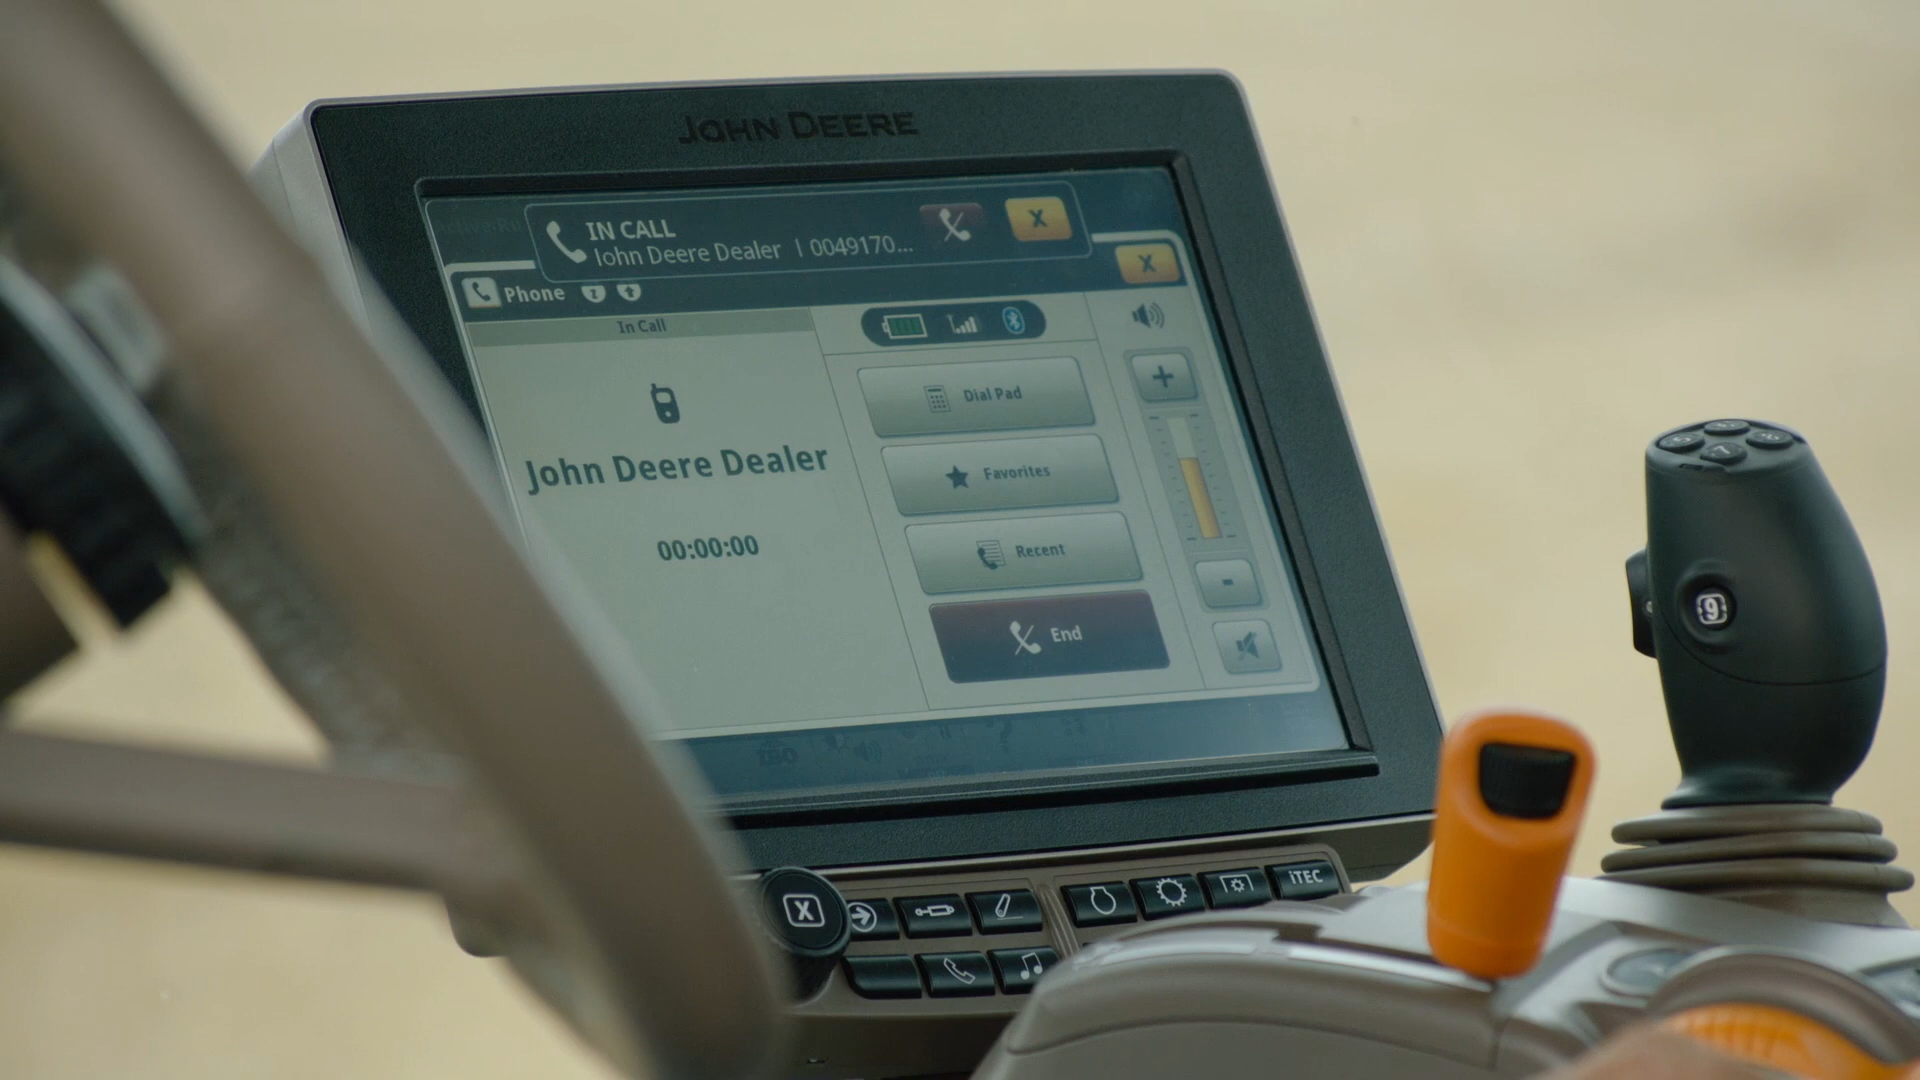 JOHN DEERE
IN CALL
John Deere Dealer | 0049170...
X
X
Phone
In Call
John Deere Dealer
00:00:00
Dial Pad
Favorites
Recent
End
+
-
7
9
X
iTEC